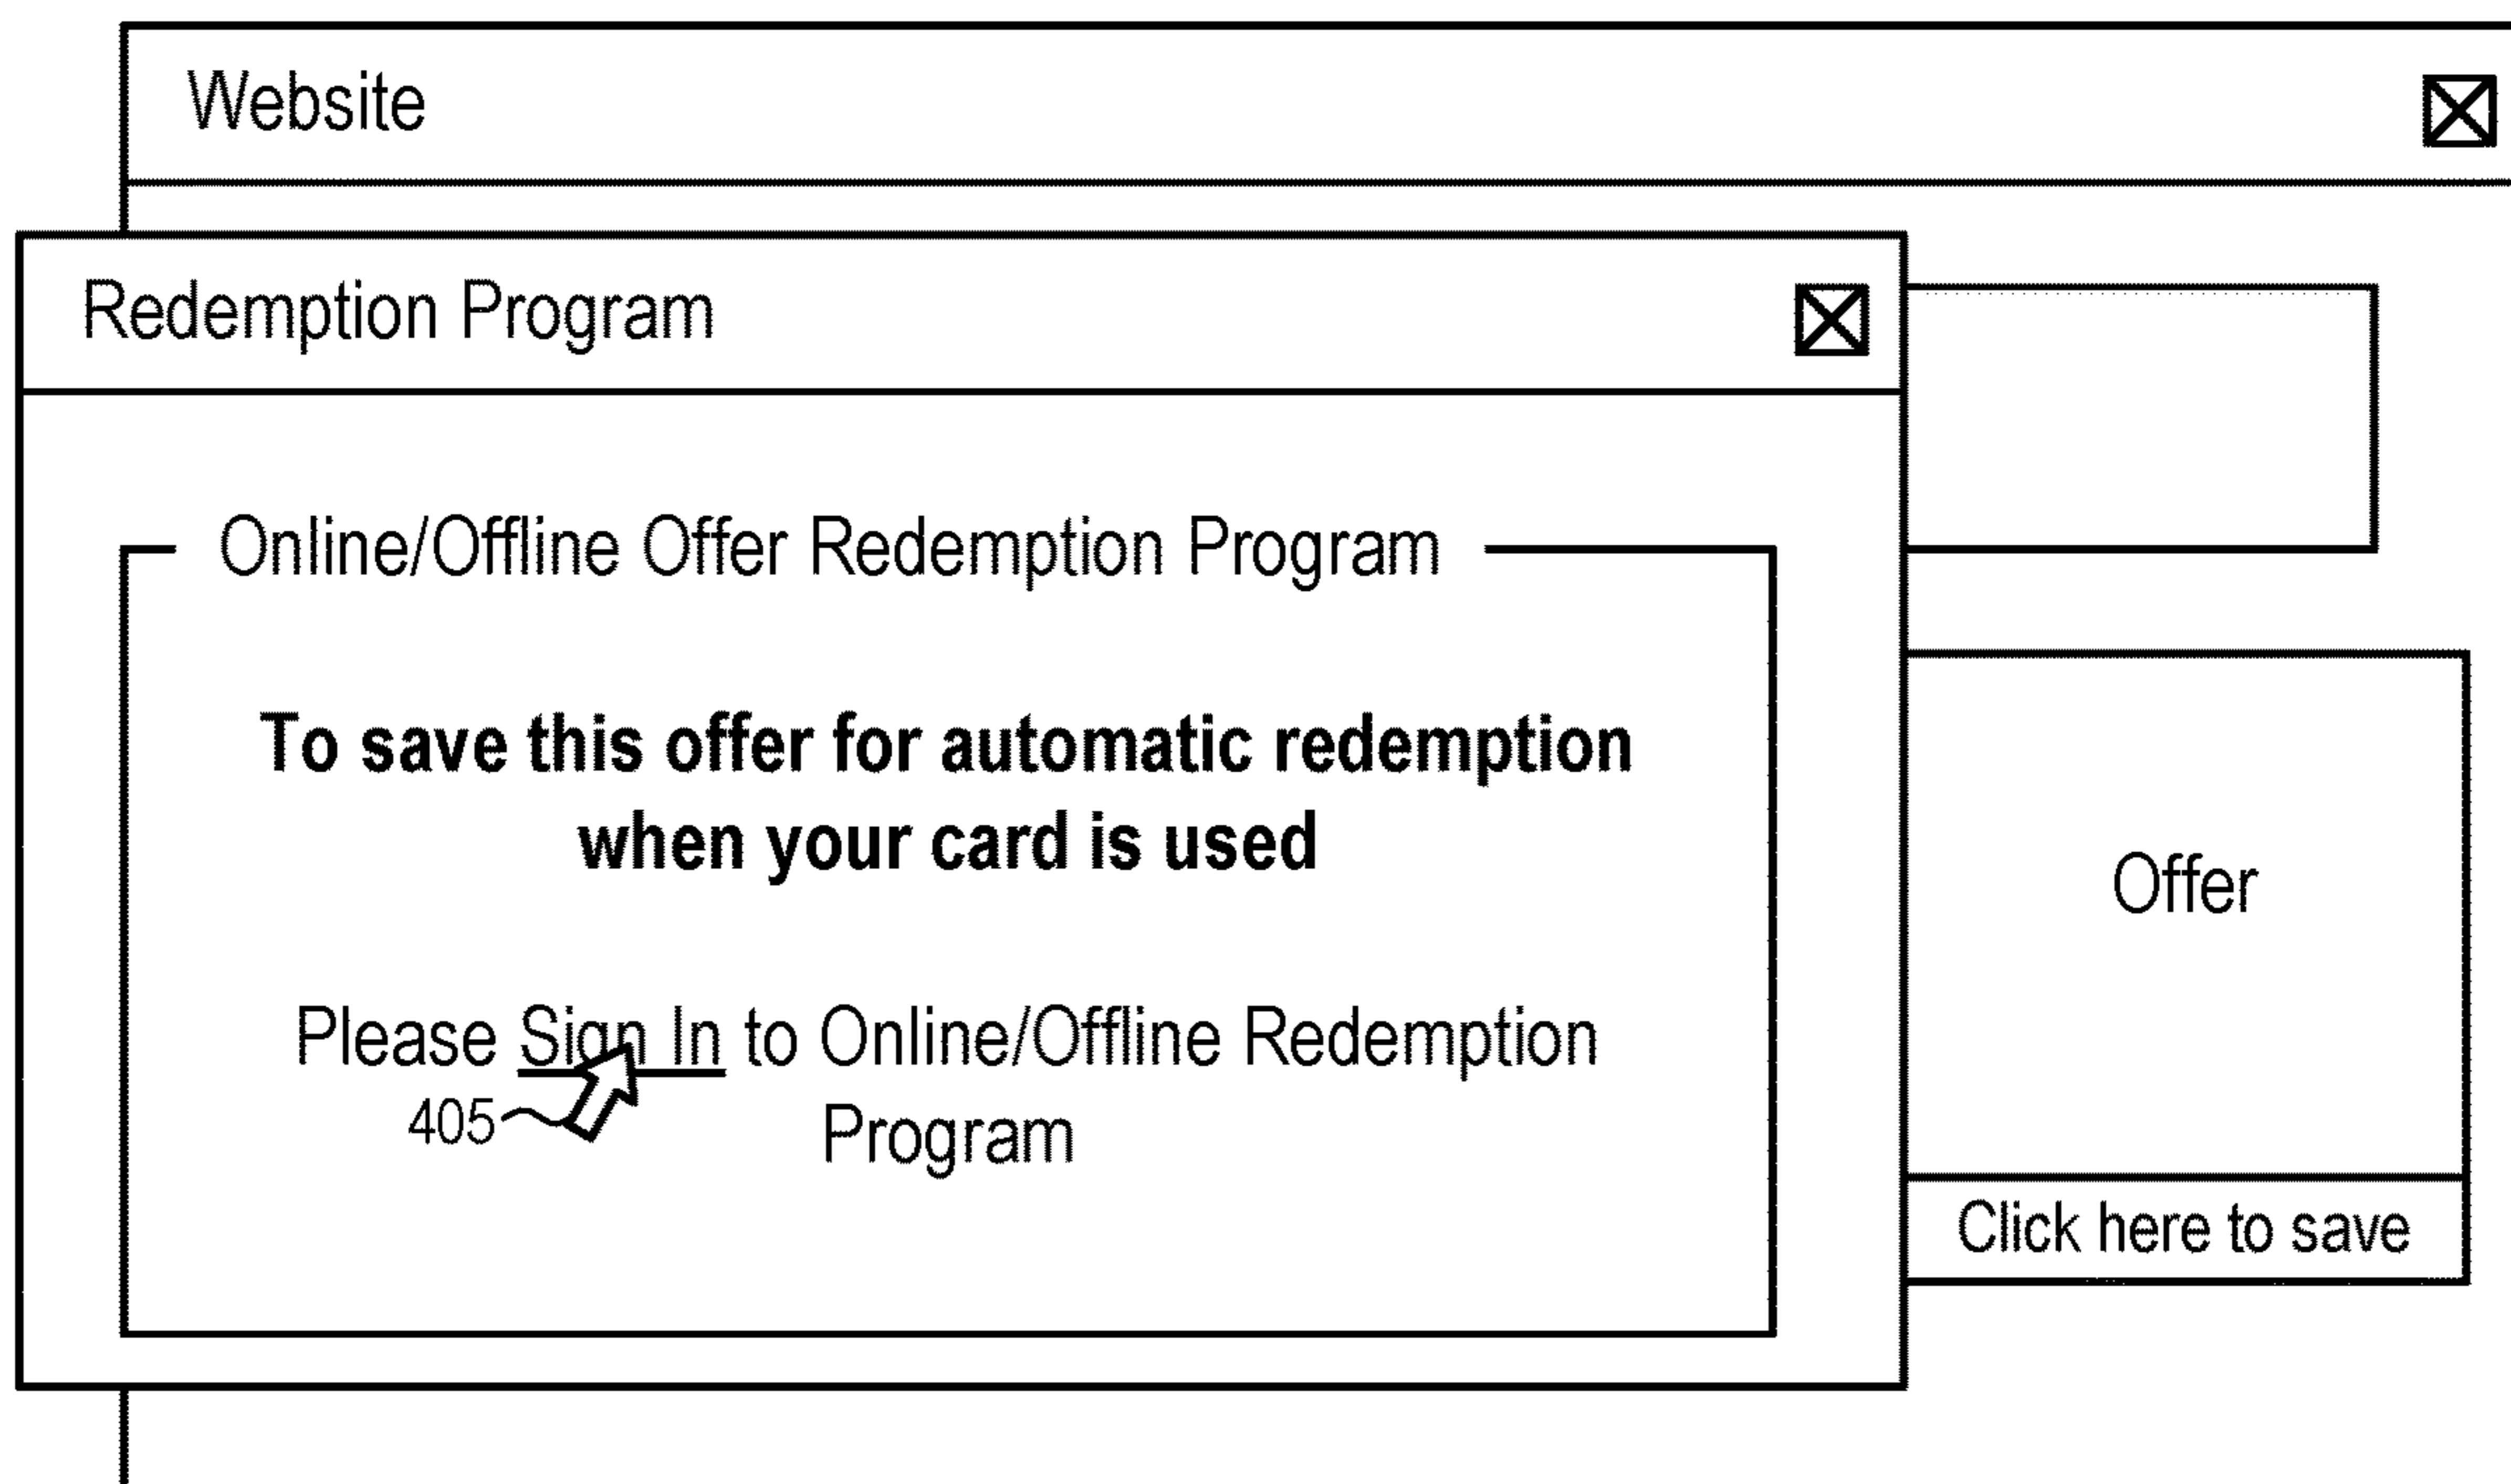 Website
Redemption Program
Online/Offline Offer Redemption Program
To save this offer for automatic redemption
when your card is used
Please Sign In to Online/Offline Redemption
405
Program
Offer
Click here to save